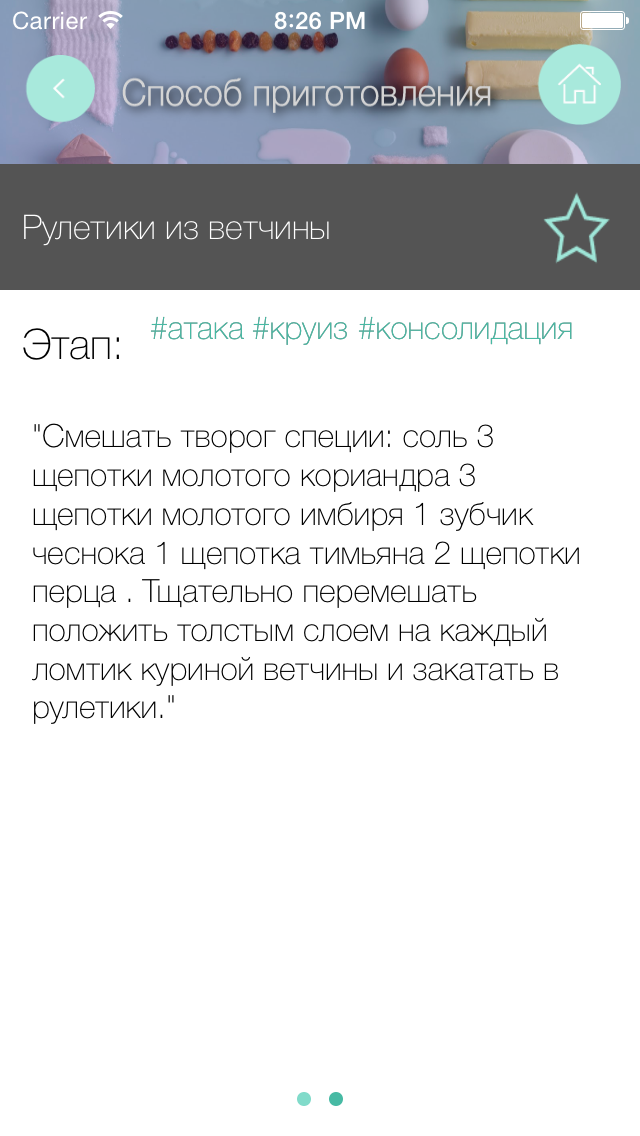 Carrier 8:26 PM
Способ приготовления
Рулетики из ветчины
Этап: #атака #круиз #консолидация
"Смешать творог специи: соль 3
щепотки молотого кориандра 3
щепотки молотого имбиря 1 зубчик
чеснока 1 щепотка тимьяна 2 щепотки
перца . Тщательно перемешать
положить толстым слоем на каждый
ломтик куриной ветчины и закатать в
рулетики."